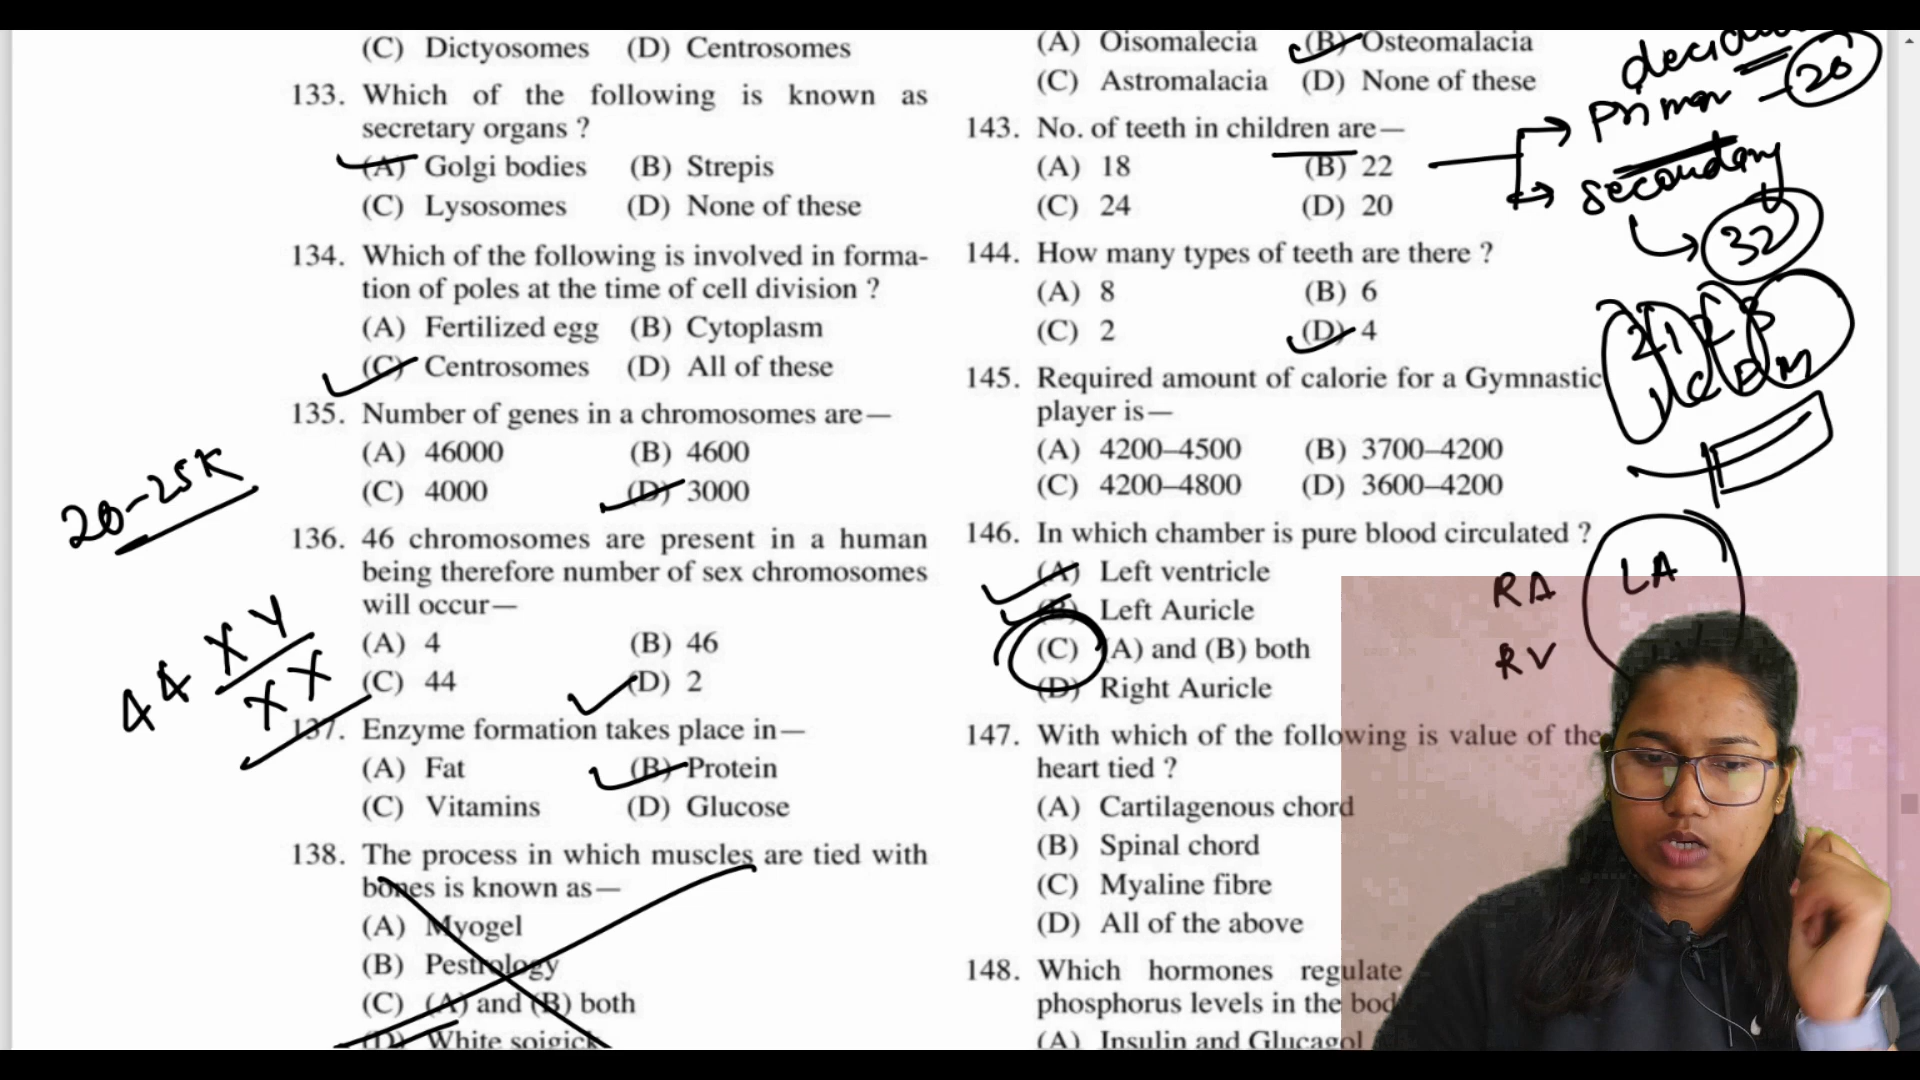 (C) Dictyosomes (D) Centrosomes
133. Which of the following is known as
secretary organs ?
(A) Golgi bodies (B) Strepis
(C) Lysosomes (D) None of these
134. Which of the following is involved in forma-
tion of poles at the time of cell division ?
(A) Fertilized egg (B) Cytoplasm
(C) Centrosomes (D) All of these
135. Number of genes in a chromosomes are—
(A) 46000 (B) 4600
(C) 4000 (D) 3000
20-25K
136. 46 chromosomes are present in a human
being therefore number of sex chromosomes
will occur—
(A) 4 (B) 46
(C) 44 (D) 2
44 XY
XX
137. Enzyme formation takes place in—
(A) Fat (B) Protein
(C) Vitamins (D) Glucose
138. The process in which muscles are tied with
bones is known as—
(A) Myogel
(B) Pestrology
(C) (A) and (B) both
(D) White soigick
(A) Oisomalecia (B) Osteomalacia
(C) Astromalacia (D) None of these
143. No. of teeth in children are—
(A) 18 (B) 22
(C) 24 (D) 20
20
secondary
32
144. How many types of teeth are there ?
(A) 8 (B) 6
(C) 2 (D) 4
2 1 2 3
I C P M
145. Required amount of calorie for a Gymnastic
player is—
(A) 4200–4500 (B) 3700–4200
(C) 4200–4800 (D) 3600–4200
146. In which chamber is pure blood circulated ?
(A) Left ventricle
(B) Left Auricle
(C) (A) and (B) both
(D) Right Auricle
RA LA
RV
147. With which of the following is value of the
heart tied ?
(A) Cartilagenous chord
(B) Spinal chord
(C) Myaline fibre
(D) All of the above
148. Which hormones regulate
phosphorus levels in the bod
(A) Insulin and Glucagol